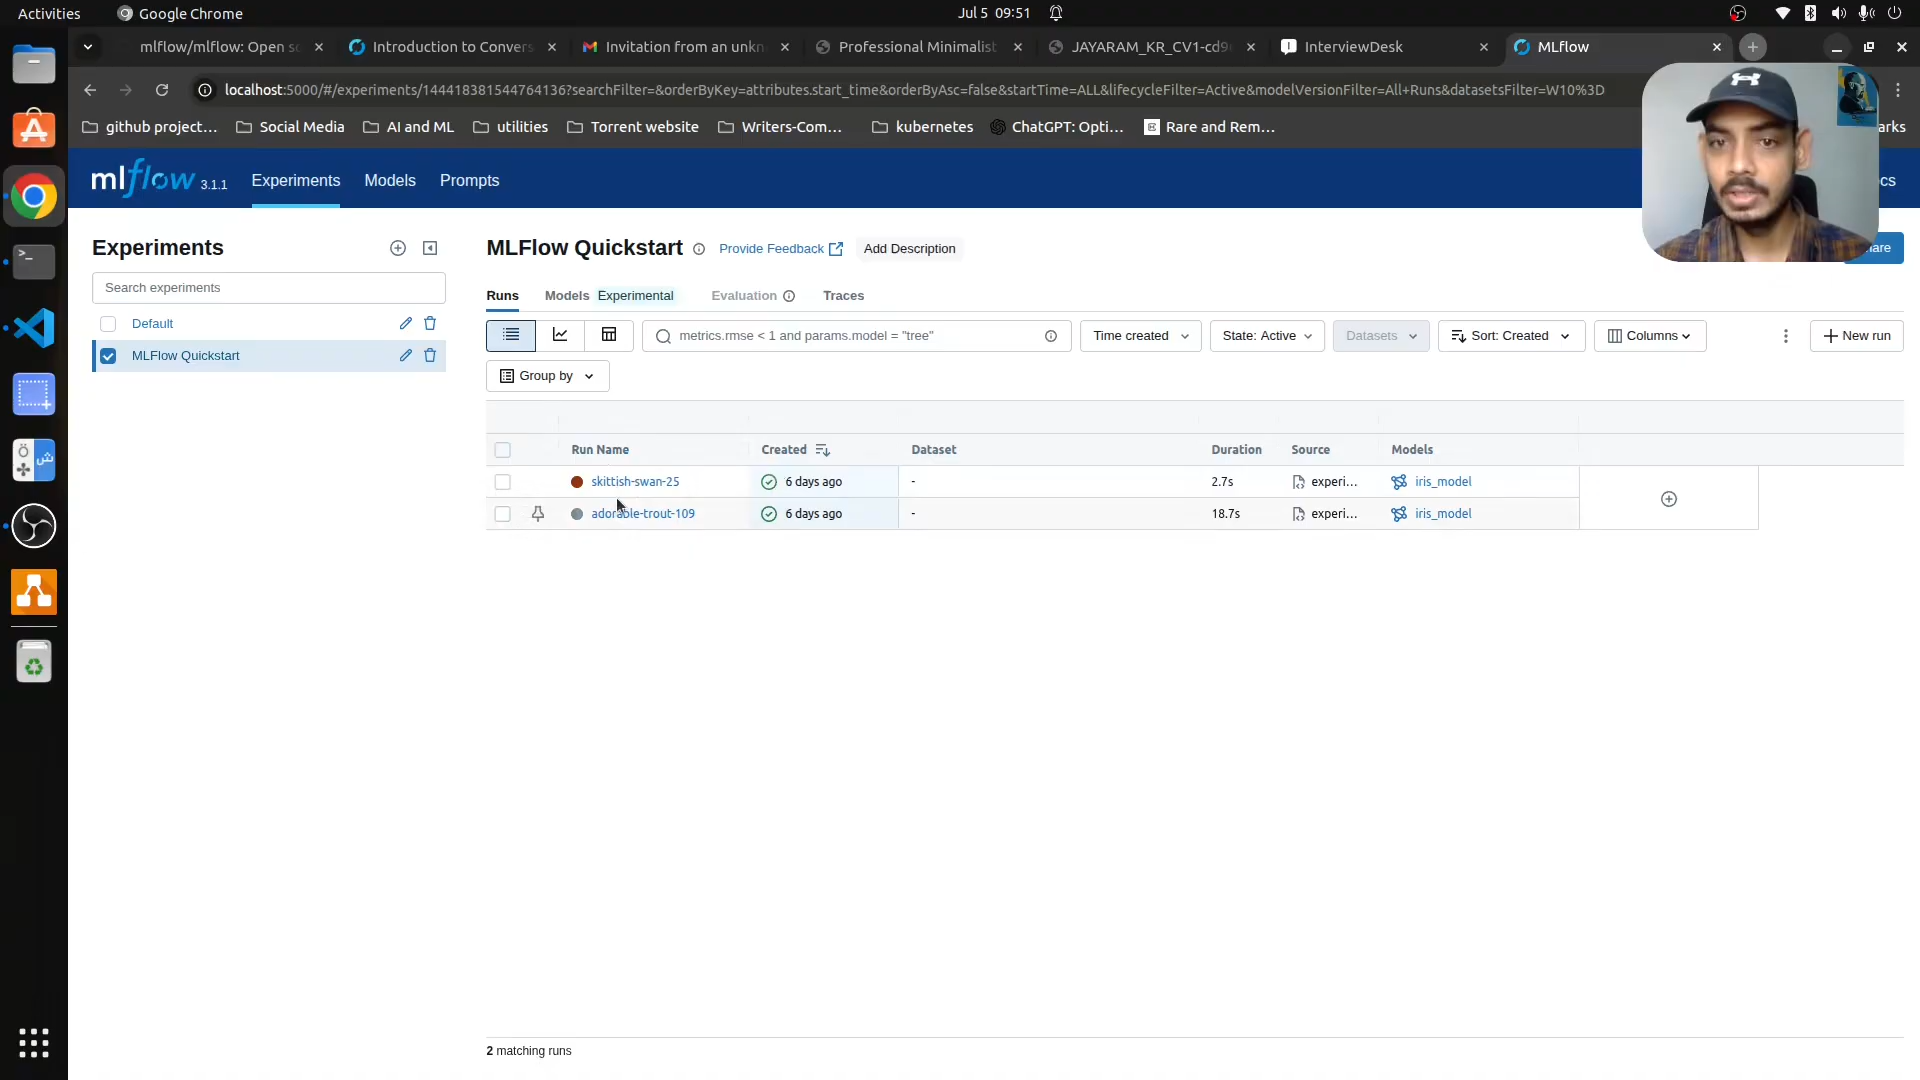 Activities Google Chrome Jul 5 09:51
mlflow/mlflow: Open sc Introduction to Convers Invitation from an unkn Professional Minimalist JAYARAM_KR_CV1-cd9 InterviewDesk MLflow
localhost:5000/#/experiments/144418381544764136?searchFilter=&orderByKey=attributes.start_time&orderByAsc=false&startTime=ALL&lifecycleFilter=Active&modelVersionFilter=All+Runs&datasetsFilter=W10%3D
github project... Social Media AI and ML utilities Torrent website Writers-Com... kubernetes ChatGPT: Opti... Rare and Rem... arks
mlflow 3.1.1 Experiments Models Prompts cs
Experiments
Search experiments
Default
MLFlow Quickstart
MLFlow Quickstart Provide Feedback Add Description are
Runs Models Experimental Evaluation Traces
metrics.rmse < 1 and params.model = "tree" Time created State: Active Datasets Sort: Created Columns New run
Group by
Run Name Created Dataset Duration Source Models
skittish-swan-25 6 days ago - 2.7s experi... iris_model
adorable-trout-109 6 days ago - 18.7s experi... iris_model
2 matching runs